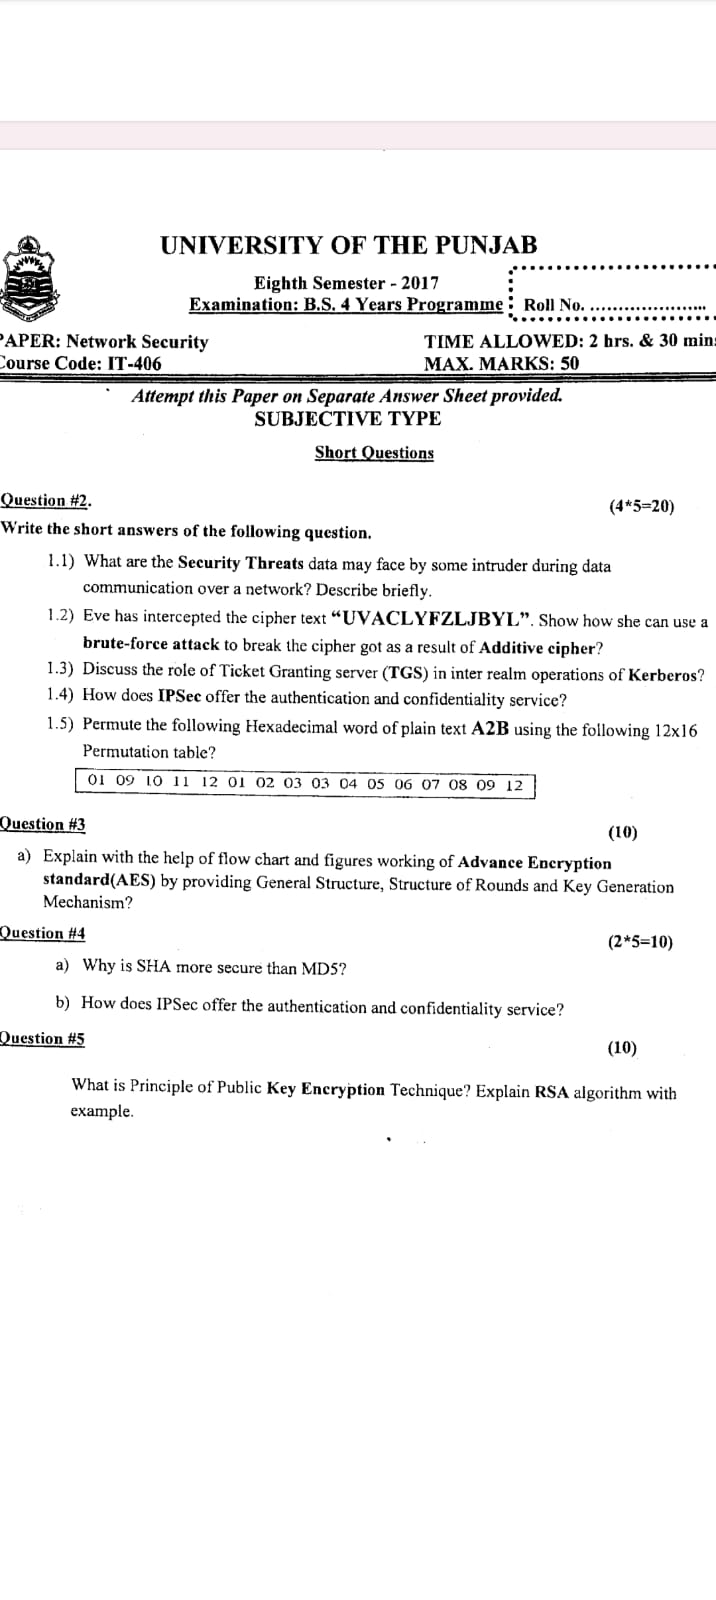 UNIVERSITY OF THE PUNJAB
Eighth Semester - 2017
Examination: B.S. 4 Years Programme
Roll No. ......................
PAPER: Network Security
Course Code: IT-406
TIME ALLOWED: 2 hrs. & 30 mins
MAX. MARKS: 50
Attempt this Paper on Separate Answer Sheet provided.
SUBJECTIVE TYPE
Short Questions
Question #2.
(4*5=20)
Write the short answers of the following question.
1.1) What are the Security Threats data may face by some intruder during data
communication over a network? Describe briefly.
1.2) Eve has intercepted the cipher text “UVACLYFZLJBYL”. Show how she can use a
brute-force attack to break the cipher got as a result of Additive cipher?
1.3) Discuss the role of Ticket Granting server (TGS) in inter realm operations of Kerberos?
1.4) How does IPSec offer the authentication and confidentiality service?
1.5) Permute the following Hexadecimal word of plain text A2B using the following 12x16
Permutation table?
01 09 10 11 12 01 02 03 03 04 05 06 07 08 09 12
Question #3
(10)
a) Explain with the help of flow chart and figures working of Advance Encryption
standard(AES) by providing General Structure, Structure of Rounds and Key Generation
Mechanism?
Question #4
(2*5=10)
a) Why is SHA more secure than MD5?
b) How does IPSec offer the authentication and confidentiality service?
Question #5
(10)
What is Principle of Public Key Encryption Technique? Explain RSA algorithm with
example.